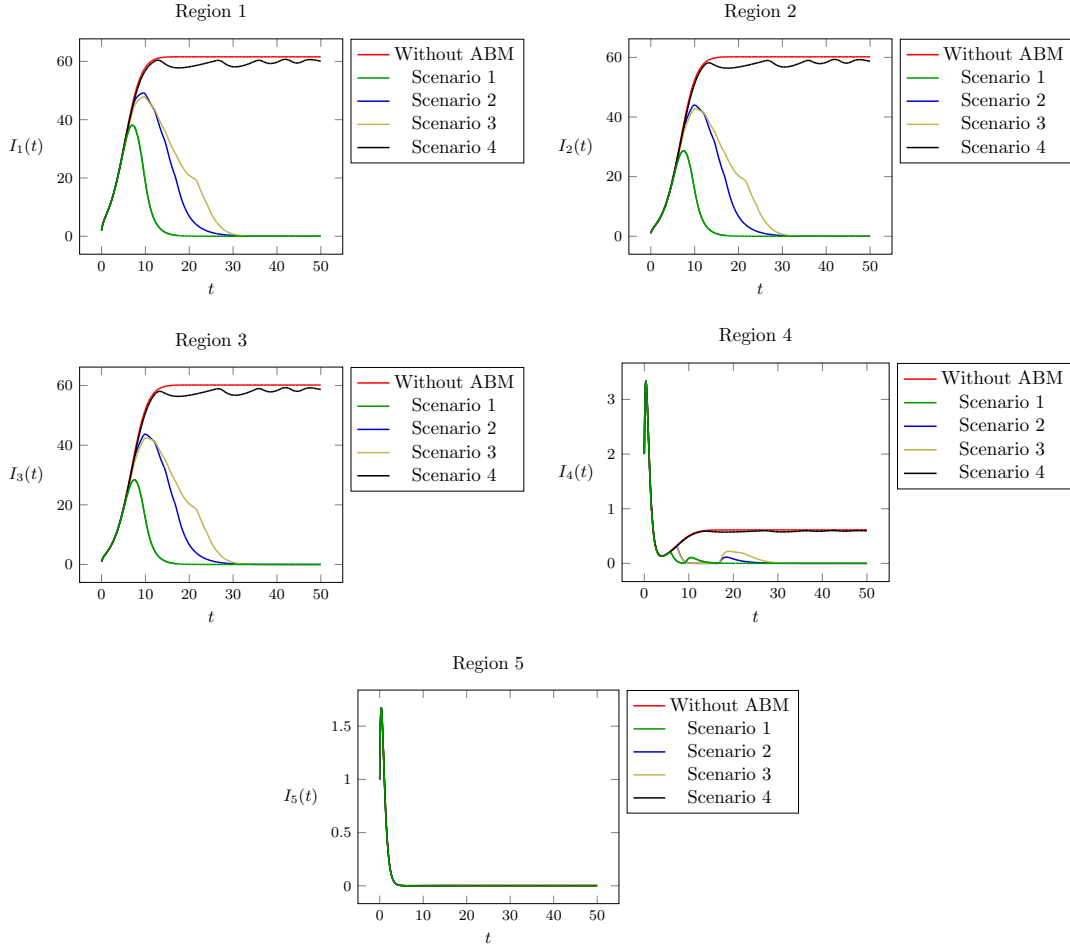 Region 1
60
40
20
0
I₁(t)
0 10 20 30 40 50
t
Without ABM
Scenario 1
Scenario 2
Scenario 3
Scenario 4
Region 2
60
40
20
0
I₂(t)
0 10 20 30 40 50
t
Without ABM
Scenario 1
Scenario 2
Scenario 3
Scenario 4
Region 3
60
40
20
0
I₃(t)
0 10 20 30 40 50
t
Without ABM
Scenario 1
Scenario 2
Scenario 3
Scenario 4
Region 4
3
2
1
0
I₄(t)
0 10 20 30 40 50
t
Without ABM
Scenario 1
Scenario 2
Scenario 3
Scenario 4
Region 5
1.5
1
0.5
0
I₅(t)
0 10 20 30 40 50
t
Without ABM
Scenario 1
Scenario 2
Scenario 3
Scenario 4